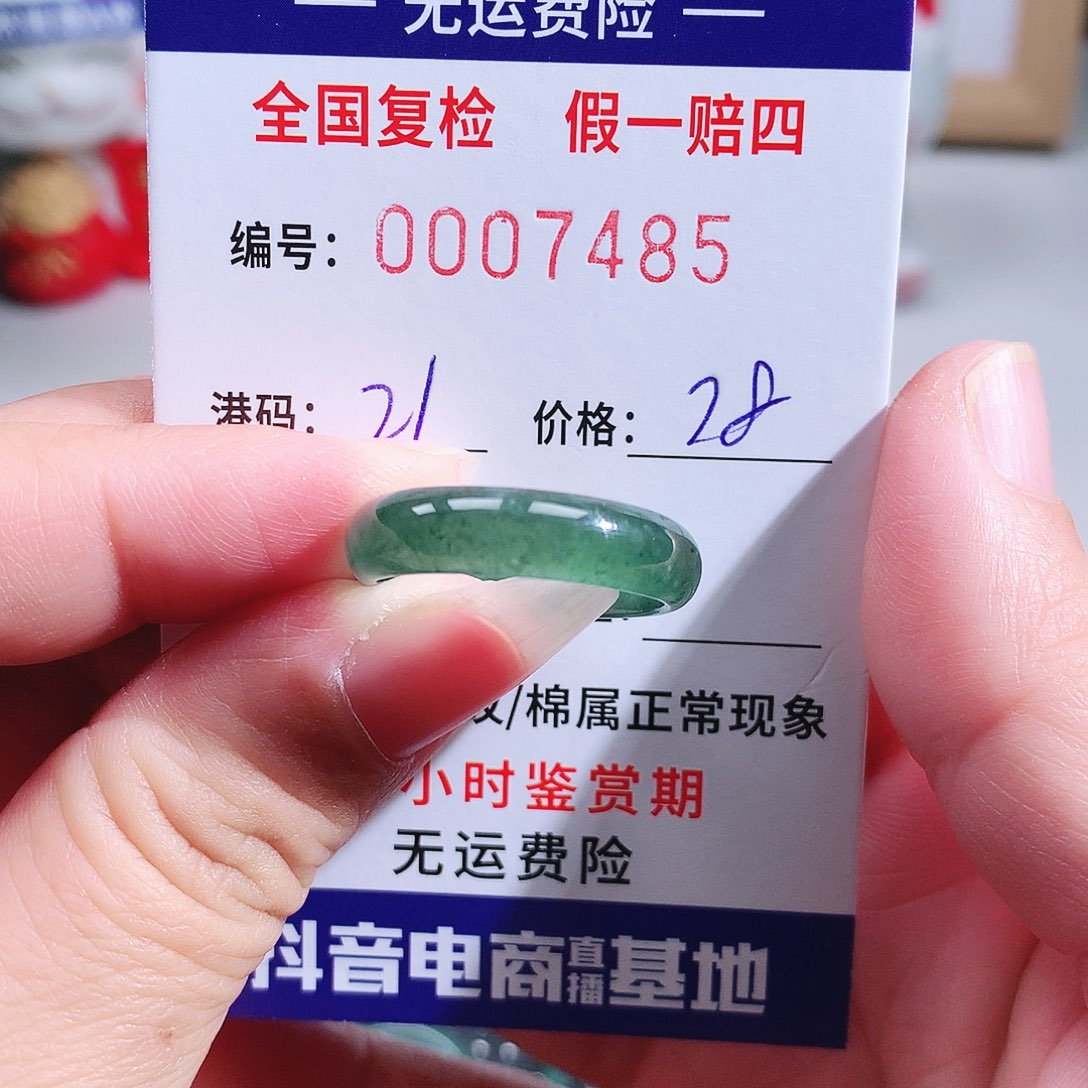 — 无运费险 —
全国复检 假一赔四
编号：0007485
港码：21 价格：28
/棉属正常现象
小时鉴赏期
无运费险
抖音电商直播基地